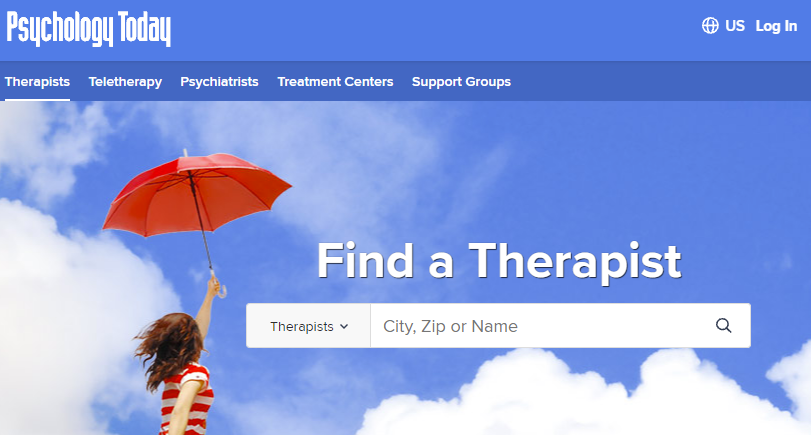 Psychology Today
US Log In
Therapists Teletherapy Psychiatrists Treatment Centers Support Groups
Find a Therapist
Therapists City, Zip or Name